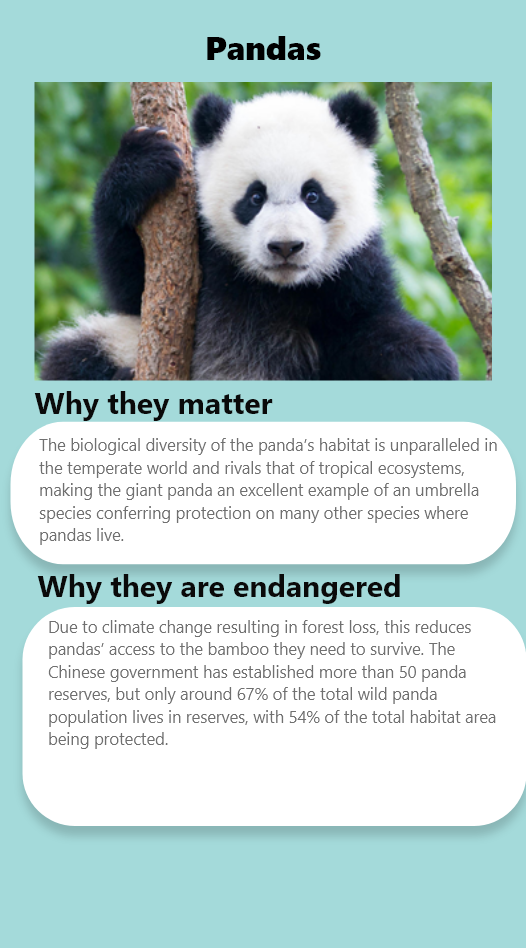 Pandas
Why they matter
The biological diversity of the panda’s habitat is unparalleled in
the temperate world and rivals that of tropical ecosystems,
making the giant panda an excellent example of an umbrella
species conferring protection on many other species where
pandas live.
Why they are endangered
Due to climate change resulting in forest loss, this reduces
pandas’ access to the bamboo they need to survive. The
Chinese government has established more than 50 panda
reserves, but only around 67% of the total wild panda
population lives in reserves, with 54% of the total habitat area
being protected.